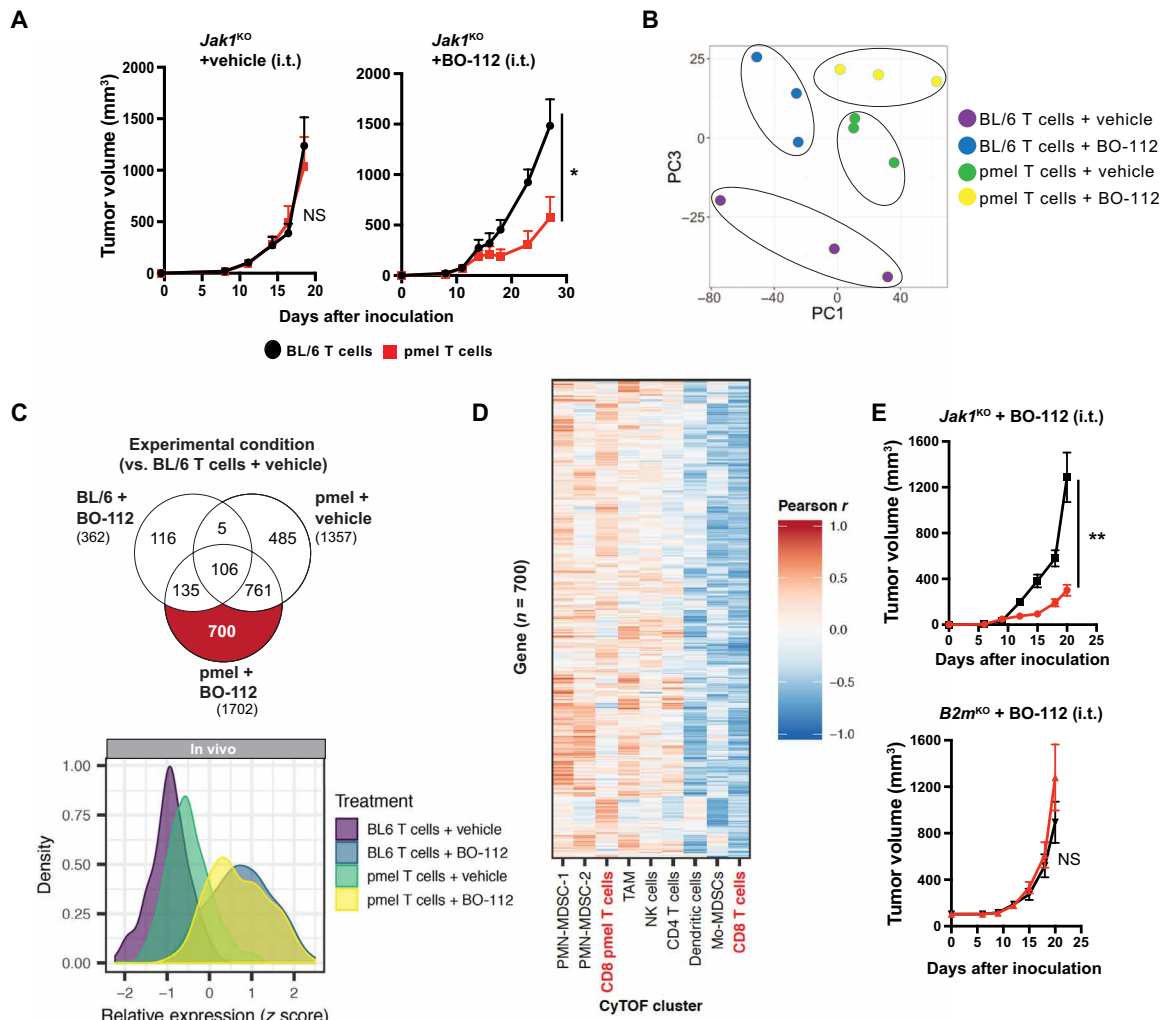 A
Jak1KO
+vehicle (i.t.)
Jak1KO
+BO-112 (i.t.)
Tumor volume (mm3)
2000
1500
1000
500
0
NS
0 5 10 15 20
2000
1500
1000
500
0
*
0 10 20 30
Days after inoculation
BL/6 T cells
pmel T cells
B
PC3
25
0
−25
−80 −40 0 40
PC1
BL/6 T cells + vehicle
BL/6 T cells + BO-112
pmel T cells + vehicle
pmel T cells + BO-112
C
Experimental condition
(vs. BL/6 T cells + vehicle)
BL/6 +
BO-112
(362)
pmel +
vehicle
(1357)
116
5
485
106
135
761
700
pmel +
BO-112
(1702)
In vivo
Density
1.00
0.75
0.50
0.25
0.00
−2 −1 0 1 2
Relative expression (z score)
Treatment
BL6 T cells + vehicle
BL6 T cells + BO-112
pmel T cells + vehicle
pmel T cells + BO-112
D
Gene (n = 700)
PMN-MDSC-1
PMN-MDSC-2
CD8 pmel T cells
TAM
NK cells
CD4 T cells
Dendritic cells
Mo-MDSCs
CD8 T cells
CyTOF cluster
Pearson r
1.0
0.5
0
−0.5
−1.0
E
Jak1KO + BO-112 (i.t.)
Tumor volume (mm3)
1600
1200
800
400
0
**
0 5 10 15 20 25
Days after inoculation
B2mKO + BO-112 (i.t.)
Tumor volume (mm3)
1600
1200
800
400
0
NS
0 5 10 15 20 25
Days after inoculation